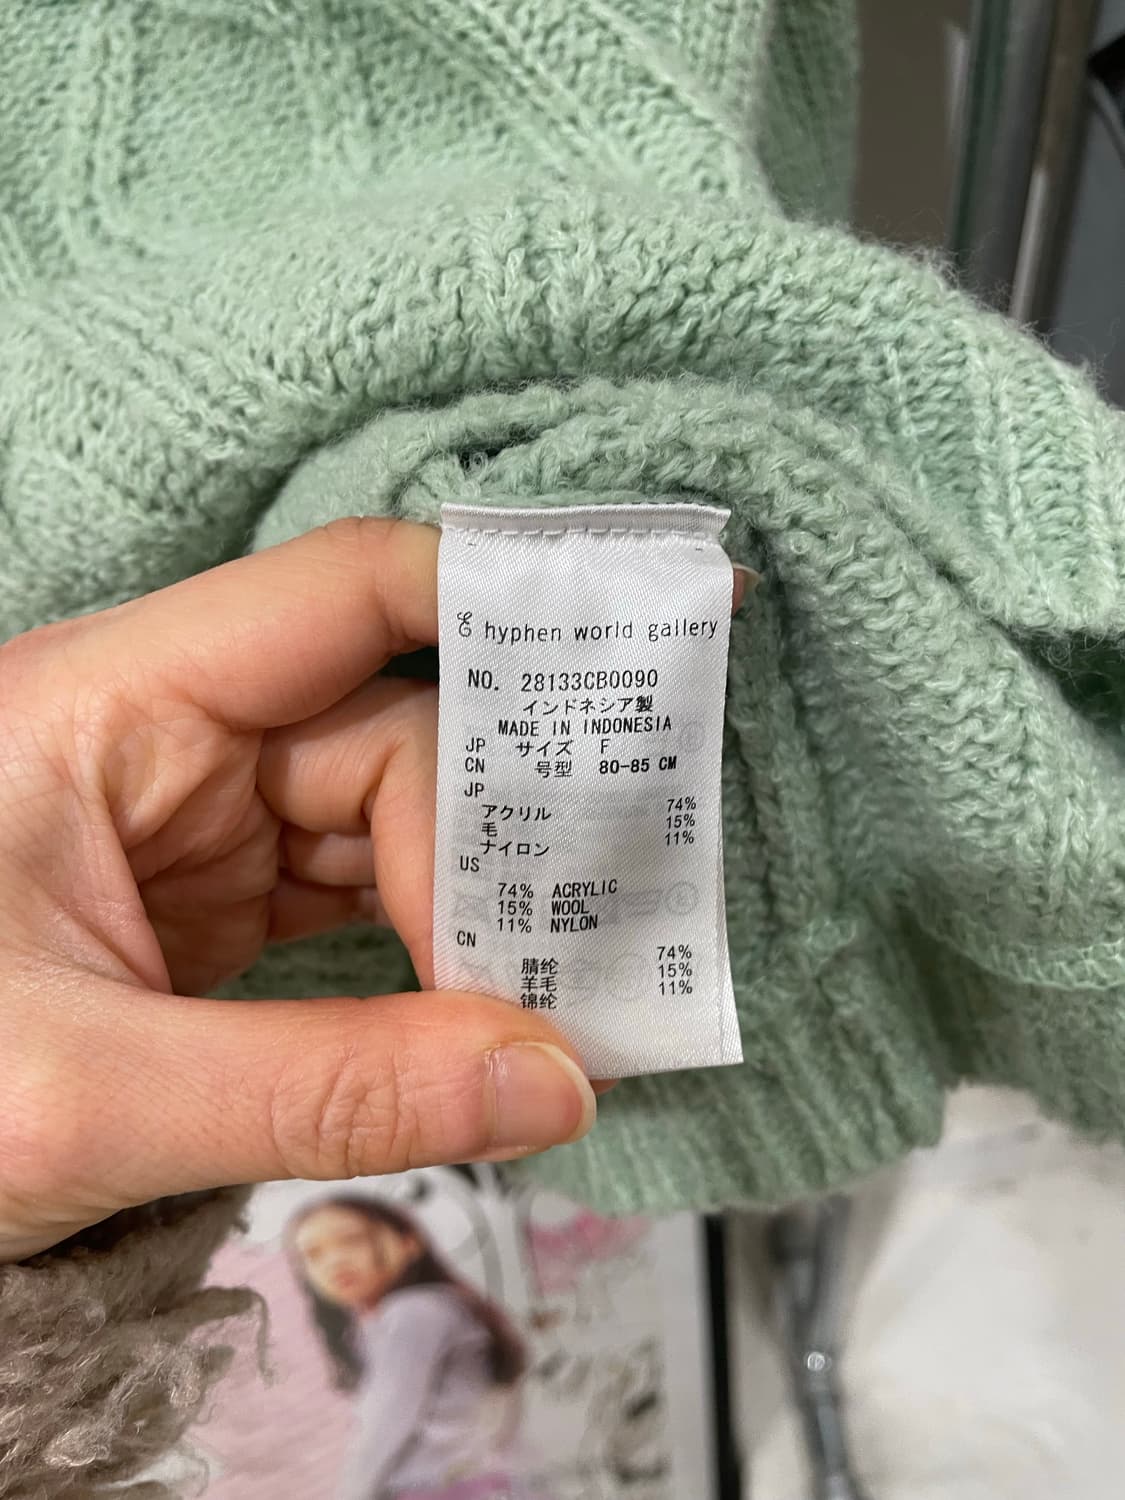 E hyphen world gallery
NO. 28133CB0090
インドネシア製
MADE IN INDONESIA
JP サイズ F
CN 号型 80-85 CM
JP
アクリル 74%
毛 15%
ナイロン 11%
US
74% ACRYLIC
15% WOOL
11% NYLON
CN
腈纶 74%
羊毛 15%
锦纶 11%